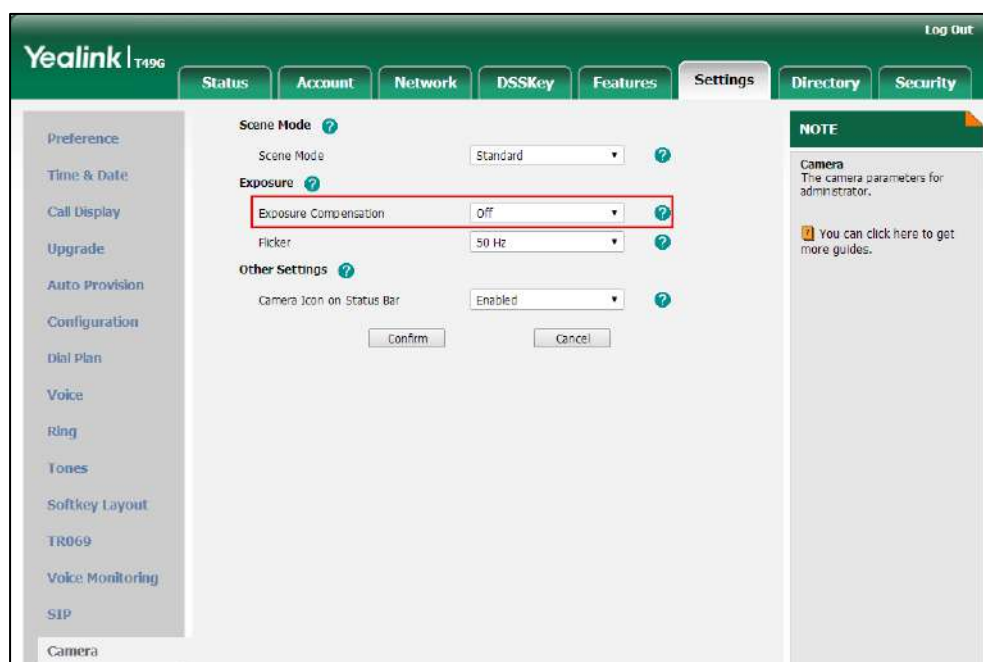 Log Out
Yealink T49G
Status Account Network DSSKey Features Settings Directory Security
Preference
Time & Date
Call Display
Upgrade
Auto Provision
Configuration
Dial Plan
Voice
Ring
Tones
Softkey Layout
TR069
Voice Monitoring
SIP
Camera
Scene Mode ?
Scene Mode Standard ?
Exposure ?
Exposure Compensation Off ?
Flicker 50 Hz ?
Other Settings ?
Camera Icon on Status Bar Enabled ?
Confirm Cancel
NOTE
Camera
The camera parameters for
administrator.
? You can click here to get
more guides.